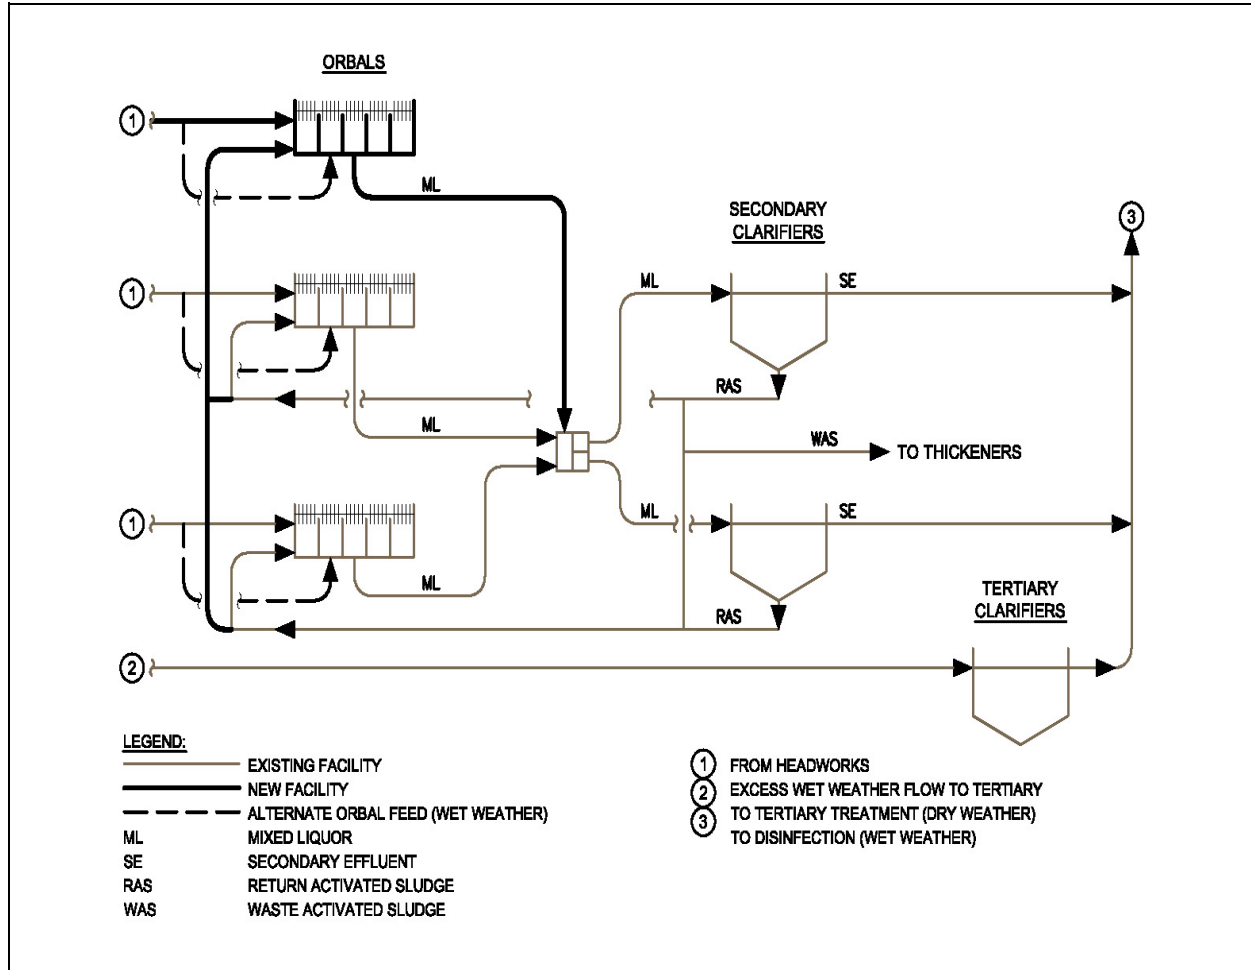 ORBALS
1
ML
SECONDARY
CLARIFIERS
3
1
ML
SE
RAS
ML
WAS
TO THICKENERS
1
ML
SE
ML
RAS
TERTIARY
CLARIFIERS
2
LEGEND:
EXISTING FACILITY
NEW FACILITY
ALTERNATE ORBAL FEED (WET WEATHER)
ML MIXED LIQUOR
SE SECONDARY EFFLUENT
RAS RETURN ACTIVATED SLUDGE
WAS WASTE ACTIVATED SLUDGE
1 FROM HEADWORKS
2 EXCESS WET WEATHER FLOW TO TERTIARY
3 TO TERTIARY TREATMENT (DRY WEATHER)
TO DISINFECTION (WET WEATHER)